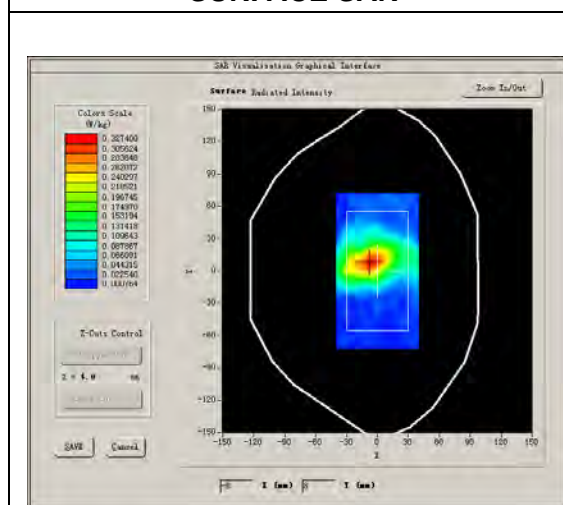 SURFACE SAR
SAR Visualisation Graphical Interface
Surface Radiated Intensity
Zoom In/Out
Colors Scale
(W/kg)
0.327400
0.305624
0.283848
0.262072
0.240297
0.218521
0.196745
0.174970
0.153194
0.131418
0.109643
0.087867
0.066091
0.044315
0.022540
0.000764
150
120
90
60
30
0
-30
-60
-90
-120
-150
Y
-150 -120 -90 -60 -30 0 30 60 90 120 150
X
Z-Cuts Control
Z = 4.0 mm
SAVE
Cancel
-8 X (mm) 8 Y (mm)